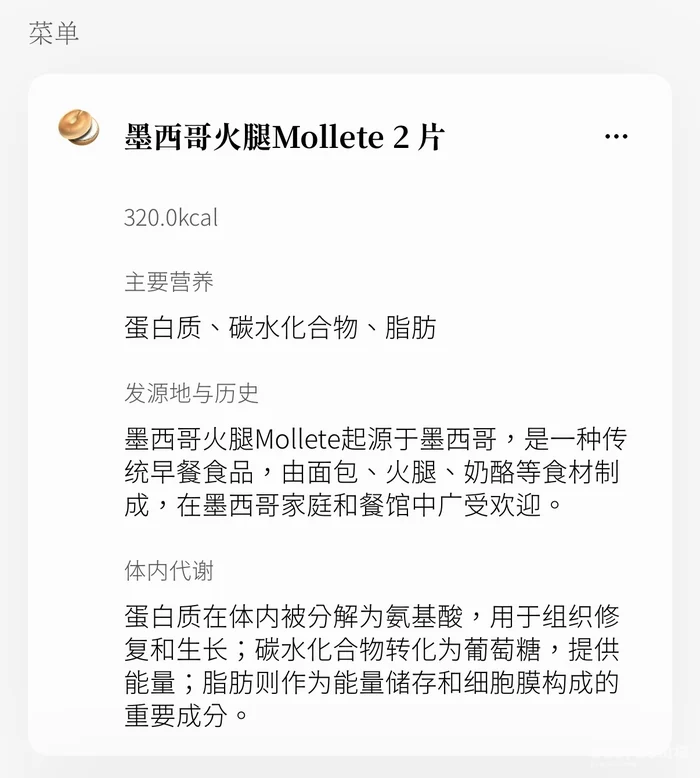 菜单
墨西哥火腿Mollete 2 片
320.0kcal
主要营养
蛋白质、碳水化合物、脂肪
发源地与历史
墨西哥火腿Mollete起源于墨西哥，是一种传
统早餐食品，由面包、火腿、奶酪等食材制
成，在墨西哥家庭和餐馆中广受欢迎。
体内代谢
蛋白质在体内被分解为氨基酸，用于组织修
复和生长；碳水化合物转化为葡萄糖，提供
能量；脂肪则作为能量储存和细胞膜构成的
重要成分。